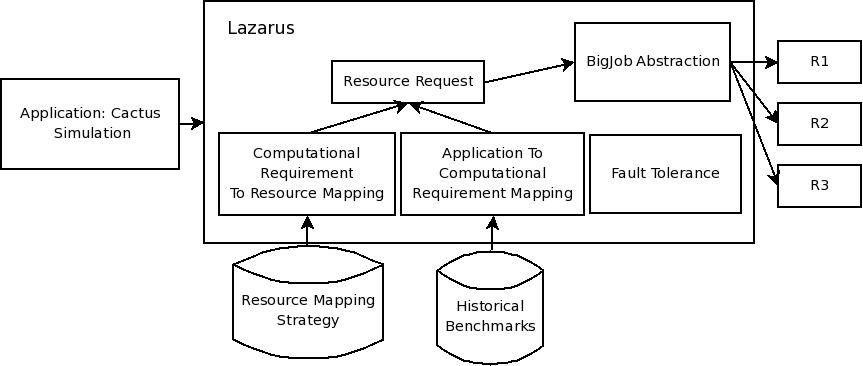 Lazarus
Application: Cactus
Simulation
Resource Request
BigJob Abstraction
R1
R2
R3
Computational
Requirement
To Resource Mapping
Application To
Computational
Requirement Mapping
Fault Tolerance
Resource Mapping
Strategy
Historical
Benchmarks